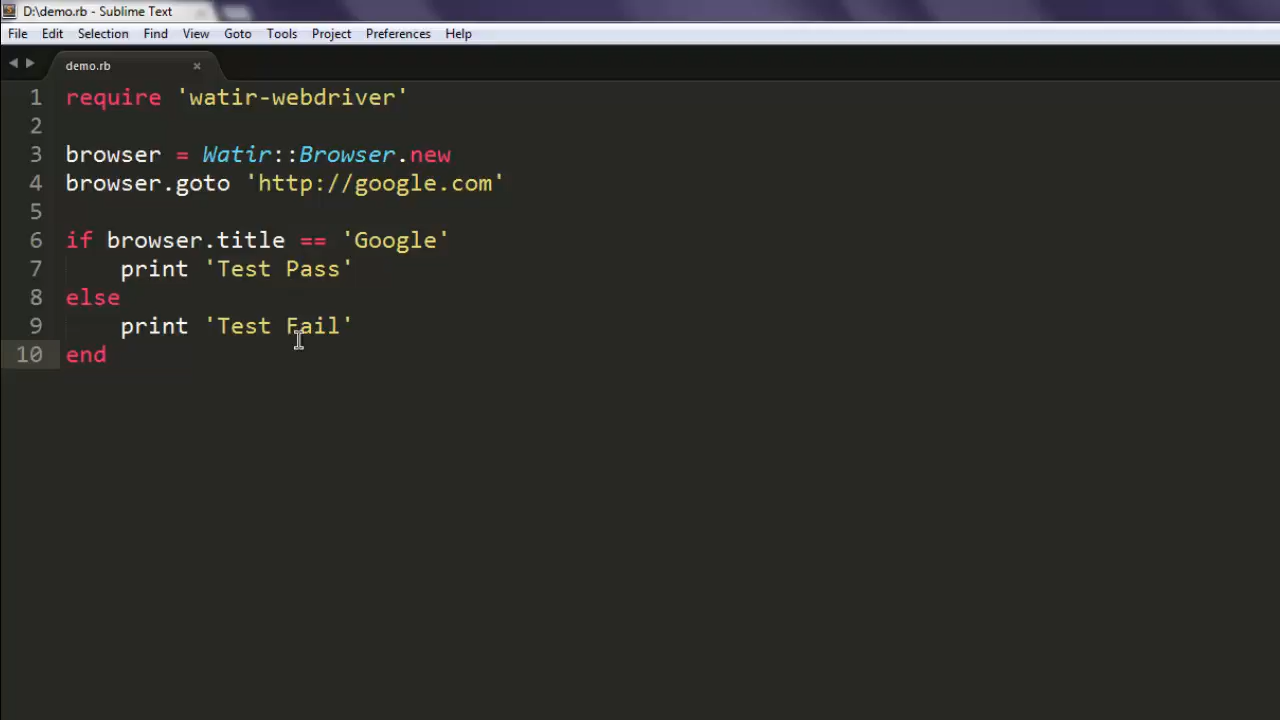 D:\demo.rb - Sublime Text
File Edit Selection Find View Goto Tools Project Preferences Help
demo.rb ×
1 require 'watir-webdriver'
2
3 browser = Watir::Browser.new
4 browser.goto 'http://google.com'
5
6 if browser.title == 'Google'
7     print 'Test Pass'
8 else
9     print 'Test Fail'
10 end